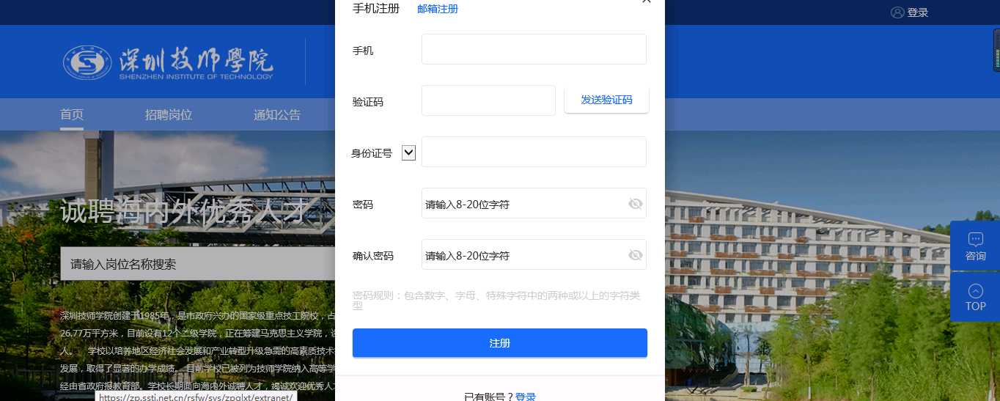 手机注册 邮箱注册
登录
深圳技师學院
SHENZHEN INSTITUTE OF TECHNOLOGY
手机
验证码 发送验证码
首页 招聘岗位 通知公告
身份证号
诚聘海内外优秀人才
密码 请输入8-20位字符
确认密码 请输入8-20位字符
咨询
请输入岗位名称搜索
密码规则：包含数字、字母、特殊字符中的两种或以上的字符类
型
TOP
深圳技师学院创建于1985年，是市政府兴办的国家级重点技工院校，占
26.77万平方米，目前设有12个二级学院，正在筹建马克思主义学院，设
人。 学校以培养地区经济社会发展和产业转型升级急需的高素质技术
发展，取得了显著的办学成绩。 目前学校已被列为技师学院纳入高等学
经由省政府报教育部。学校长期面向海内外诚聘人才，竭诚欢迎优秀人才
注册
已有账号？登录
https://zp.ssti.net.cn/rsfw/sys/zpglxt/extranet/